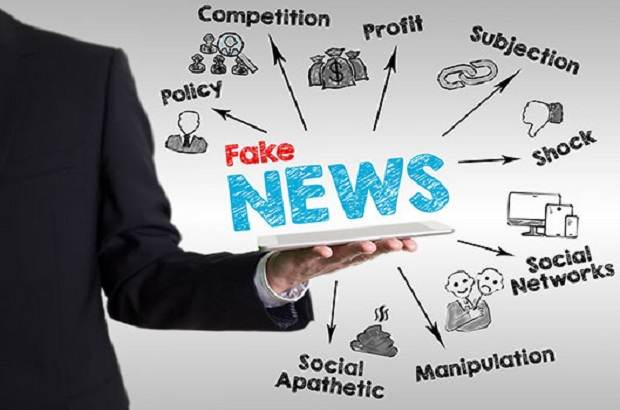 Competition
Profit
Subjection
Policy
Fake
NEWS
Shock
Social
Networks
Manipulation
Social
Apathetic